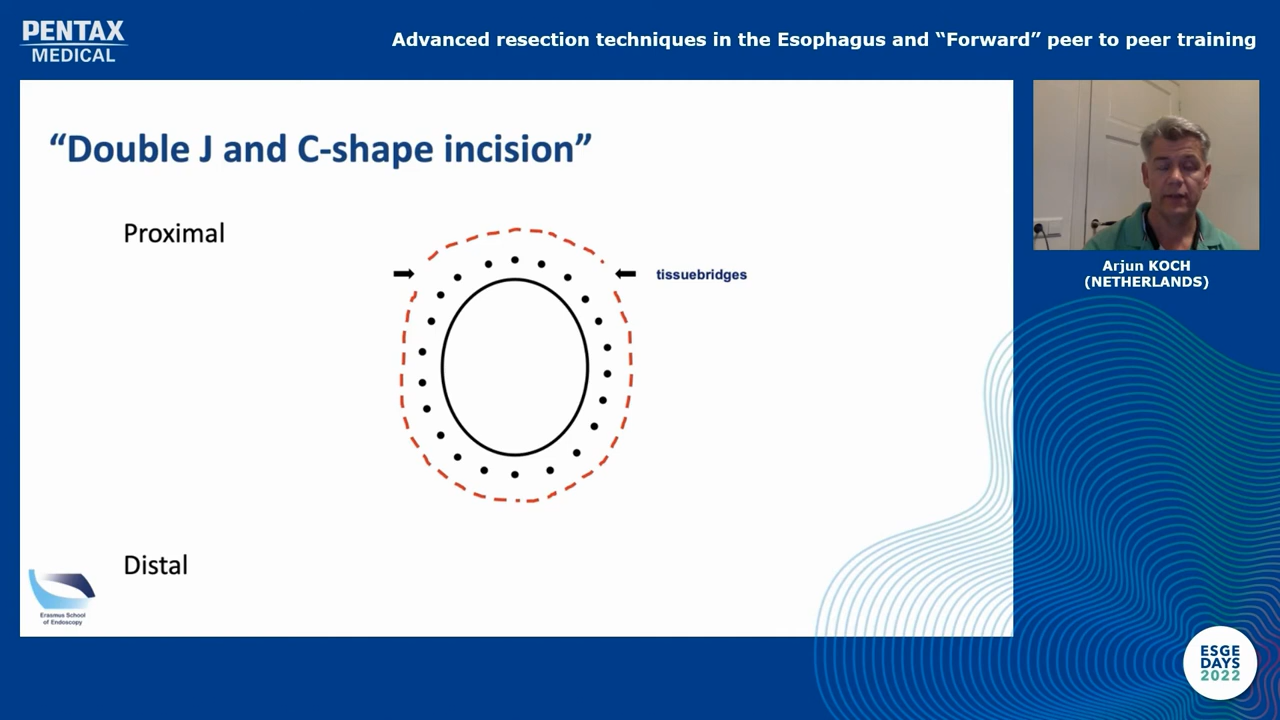 PENTAX
MEDICAL
Advanced resection techniques in the Esophagus and “Forward” peer to peer training
“Double J and C-shape incision”
Proximal
tissuebridges
Distal
Erasmus School
of Endoscopy
Arjun KOCH
(NETHERLANDS)
ESGE
DAYS
2022